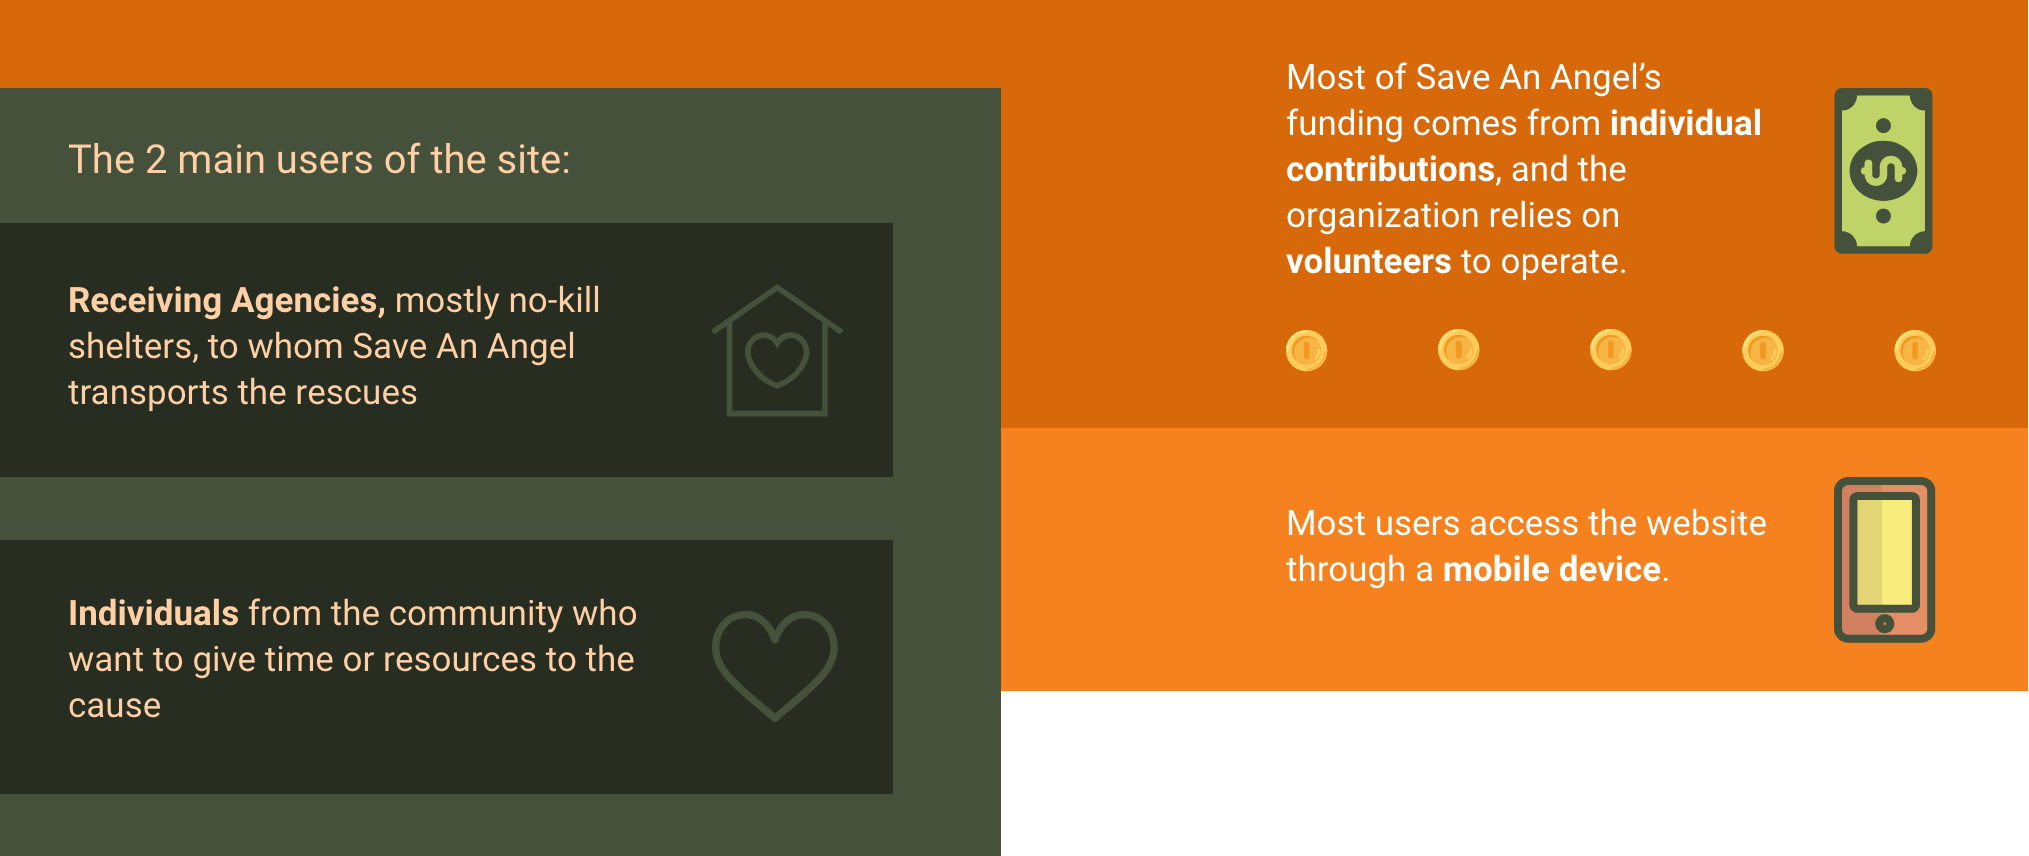 The 2 main users of the site:
Receiving Agencies, mostly no-kill
shelters, to whom Save An Angel
transports the rescues
Individuals from the community who
want to give time or resources to the
cause
Most of Save An Angel’s
funding comes from individual
contributions, and the
organization relies on
volunteers to operate.
Most users access the website
through a mobile device.